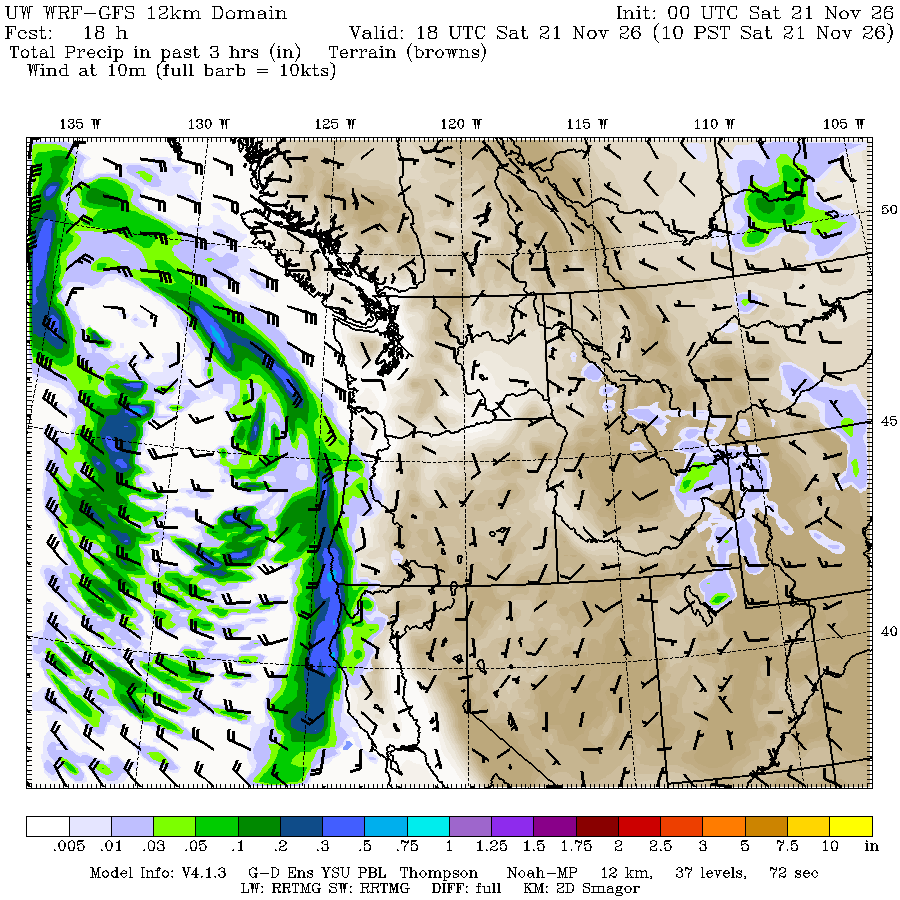 UW WRF-GFS 12km Domain Init: 00 UTC Sat 21 Nov 26
Fcst: 18 h Valid: 18 UTC Sat 21 Nov 26 (10 PST Sat 21 Nov 26)
Total Precip in past 3 hrs (in) Terrain (browns)
Wind at 10m (full barb = 10kts)
135 W 130 W 125 W 120 W 115 W 110 W 105 W
50
45
40
.005 .01 .03 .05 .1 .2 .3 .5 .75 1 1.25 1.5 1.75 2 2.5 3 5 7.5 10 in
Model Info: V4.1.3 G-D Ens YSU PBL Thompson Noah-MP 12 km, 37 levels, 72 sec
LW: RRTMG SW: RRTMG DIFF: full KM: 2D Smagor